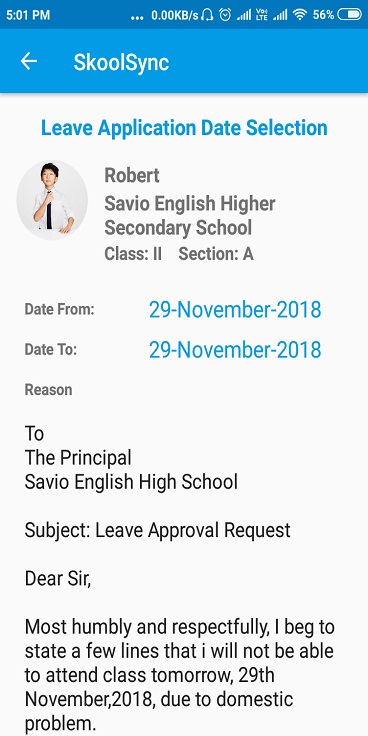 5:01 PM ... 0.00KB/s VoLTE 56%
SkoolSync
Leave Application Date Selection
Robert
Savio English Higher
Secondary School
Class: II Section: A
Date From: 29-November-2018
Date To: 29-November-2018
Reason
To
The Principal
Savio English High School
Subject: Leave Approval Request
Dear Sir,
Most humbly and respectfully, I beg to
state a few lines that i will not be able
to attend class tomorrow, 29th
November,2018, due to domestic
problem.